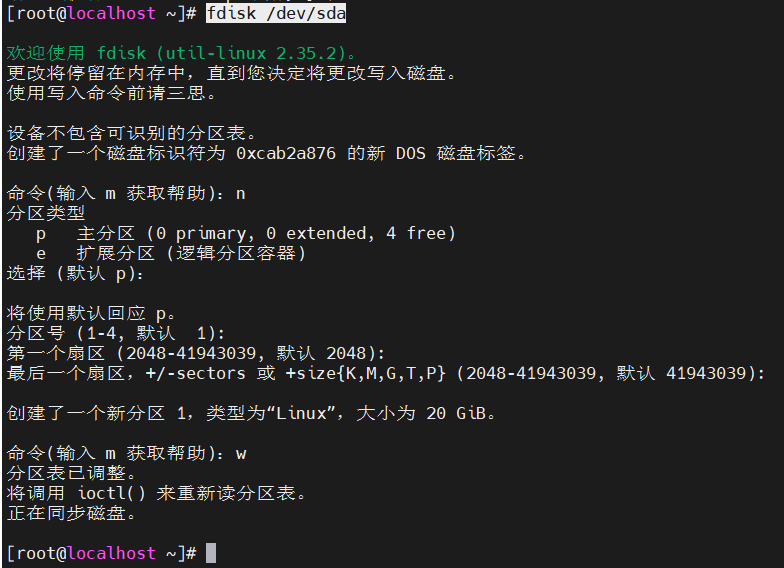 [root@localhost ~]# fdisk /dev/sda
欢迎使用 fdisk (util-linux 2.35.2)。
更改将停留在内存中，直到您决定将更改写入磁盘。
使用写入命令前请三思。
设备不包含可识别的分区表。
创建了一个磁盘标识符为 0xcab2a876 的新 DOS 磁盘标签。
命令(输入 m 获取帮助)：n
分区类型
   p   主分区 (0 primary, 0 extended, 4 free)
   e   扩展分区 (逻辑分区容器)
选择 (默认 p)：
将使用默认回应 p。
分区号 (1-4, 默认  1):
第一个扇区 (2048-41943039, 默认 2048):
最后一个扇区，+/-sectors 或 +size{K,M,G,T,P} (2048-41943039, 默认 41943039):
创建了一个新分区 1，类型为“Linux”，大小为 20 GiB。
命令(输入 m 获取帮助)：w
分区表已调整。
将调用 ioctl() 来重新读分区表。
正在同步磁盘。
[root@localhost ~]#